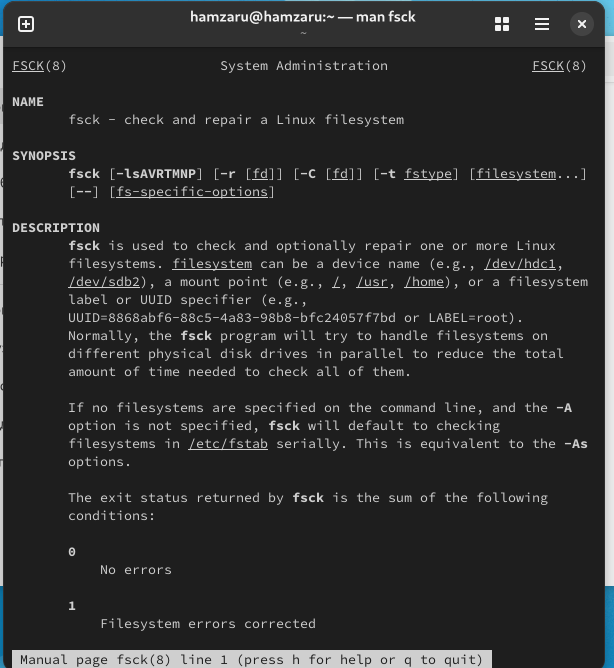 hamzaru@hamzaru:~ — man fsck
~
FSCK(8) System Administration FSCK(8)
NAME
fsck - check and repair a Linux filesystem
SYNOPSIS
fsck [-lsAVRTMNP] [-r [fd]] [-C [fd]] [-t fstype] [filesystem...]
[--] [fs-specific-options]
DESCRIPTION
fsck is used to check and optionally repair one or more Linux
filesystems. filesystem can be a device name (e.g., /dev/hdc1,
/dev/sdb2), a mount point (e.g., /, /usr, /home), or a filesystem
label or UUID specifier (e.g.,
UUID=8868abf6-88c5-4a83-98b8-bfc24057f7bd or LABEL=root).
Normally, the fsck program will try to handle filesystems on
different physical disk drives in parallel to reduce the total
amount of time needed to check all of them.
If no filesystems are specified on the command line, and the -A
option is not specified, fsck will default to checking
filesystems in /etc/fstab serially. This is equivalent to the -As
options.
The exit status returned by fsck is the sum of the following
conditions:
0
No errors
1
Filesystem errors corrected
Manual page fsck(8) line 1 (press h for help or q to quit)